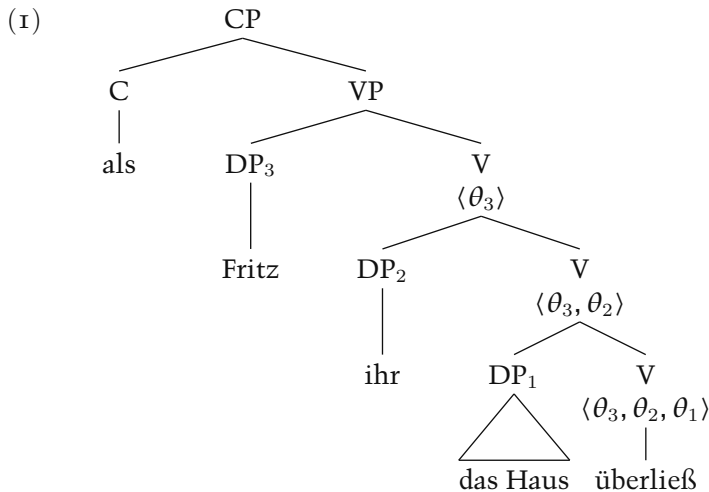 (1) CP
C VP
als DP₃ V
⟨θ₃⟩
Fritz DP₂ V
⟨θ₃, θ₂⟩
ihr DP₁ V
⟨θ₃, θ₂, θ₁⟩
das Haus überließ